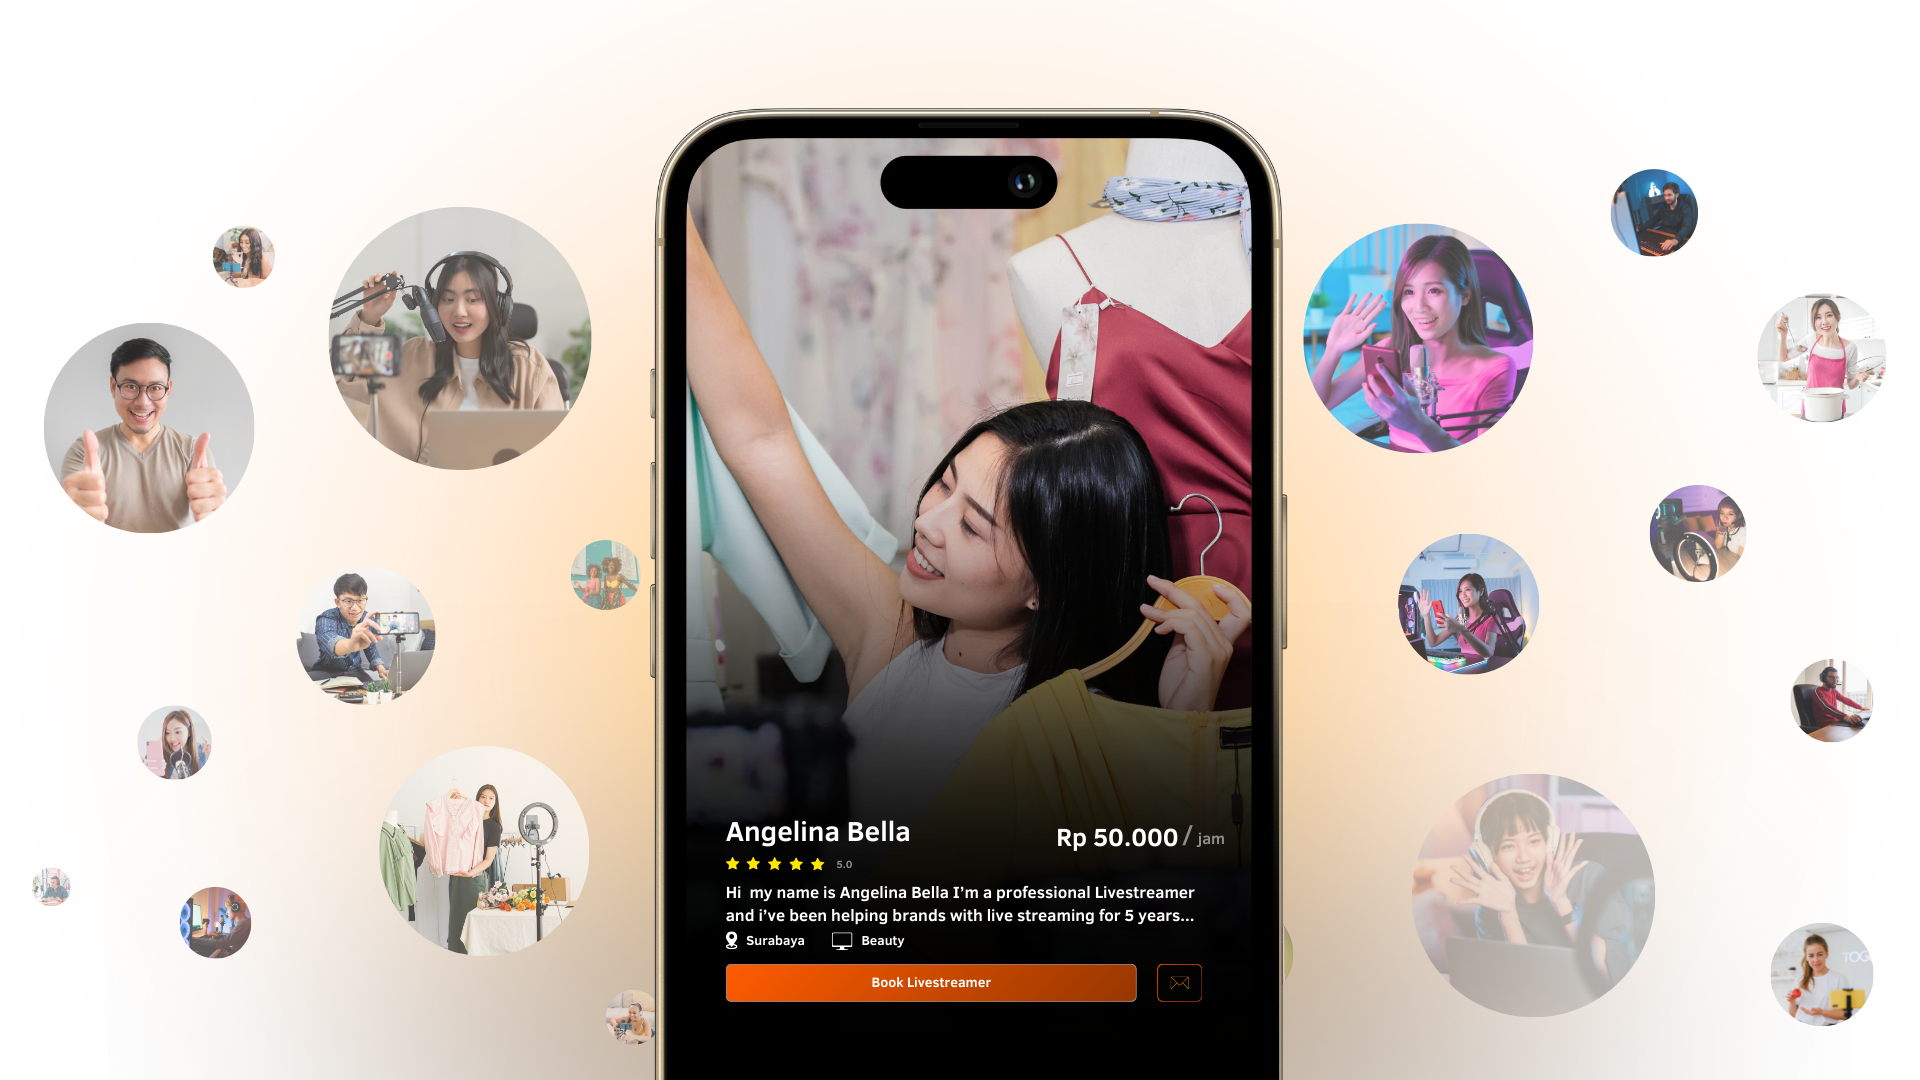 Angelina Bella
Rp 50.000 / jam
5.0
Hi  my name is Angelina Bella I’m a professional Livestreamer
and i’ve been helping brands with live streaming for 5 years...
Surabaya
Beauty
Book Livestreamer
TOG